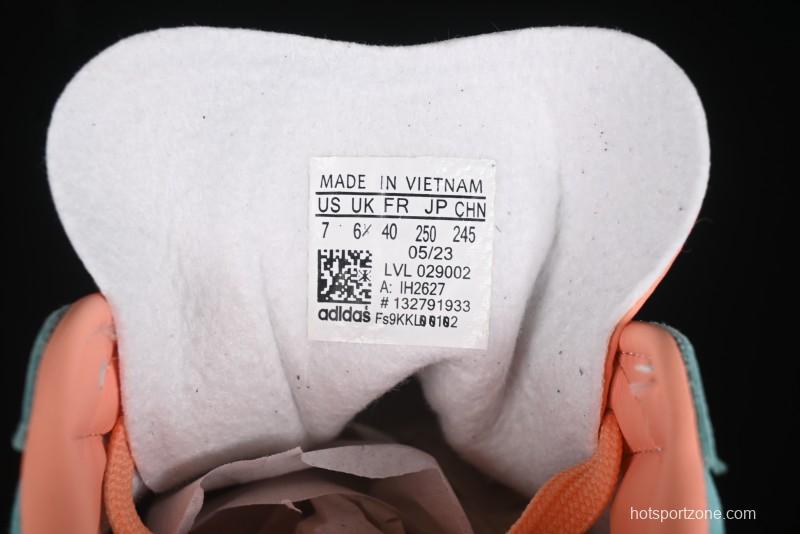 MADE IN VIETNAM
US UK FR JP CHN
7 6½ 40 250 245
05/23
LVL 029002
A: IH2627
# 132791933
adidas
hotsportzone.com